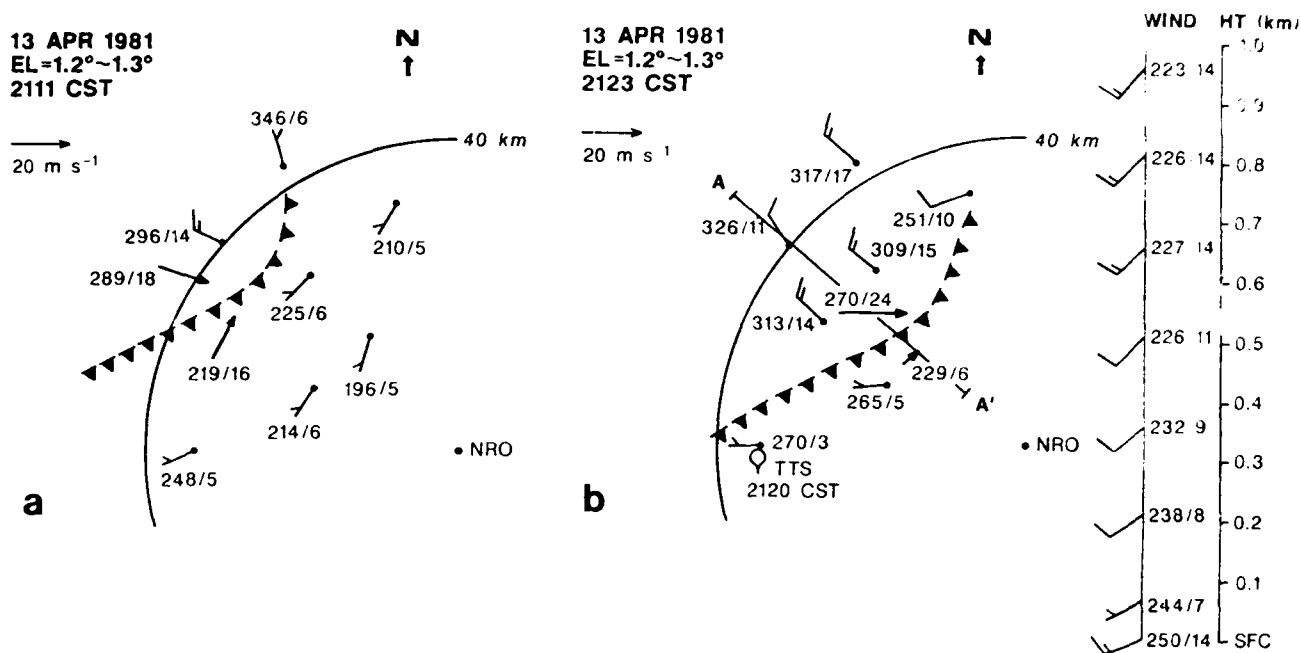 13 APR 1981
EL=1.2°~1.3°
2111 CST
N
20 m s⁻¹
346/6
40 km
296/14
210/5
289/18
225/6
219/16
196/5
214/6
248/5
NRO
a
13 APR 1981
EL=1.2°~1.3°
2123 CST
N
20 m s⁻¹
40 km
317/17
A
326/11
251/10
309/15
270/24
313/14
229/6
265/5
A'
270/3
NRO
TTS
2120 CST
b
WIND HT (km)
1.0
223 14
0.9
226 14
0.8
0.7
227 14
0.6
226 11
0.5
0.4
232 9
0.3
238/8
0.2
0.1
244/7
250/14 SFC